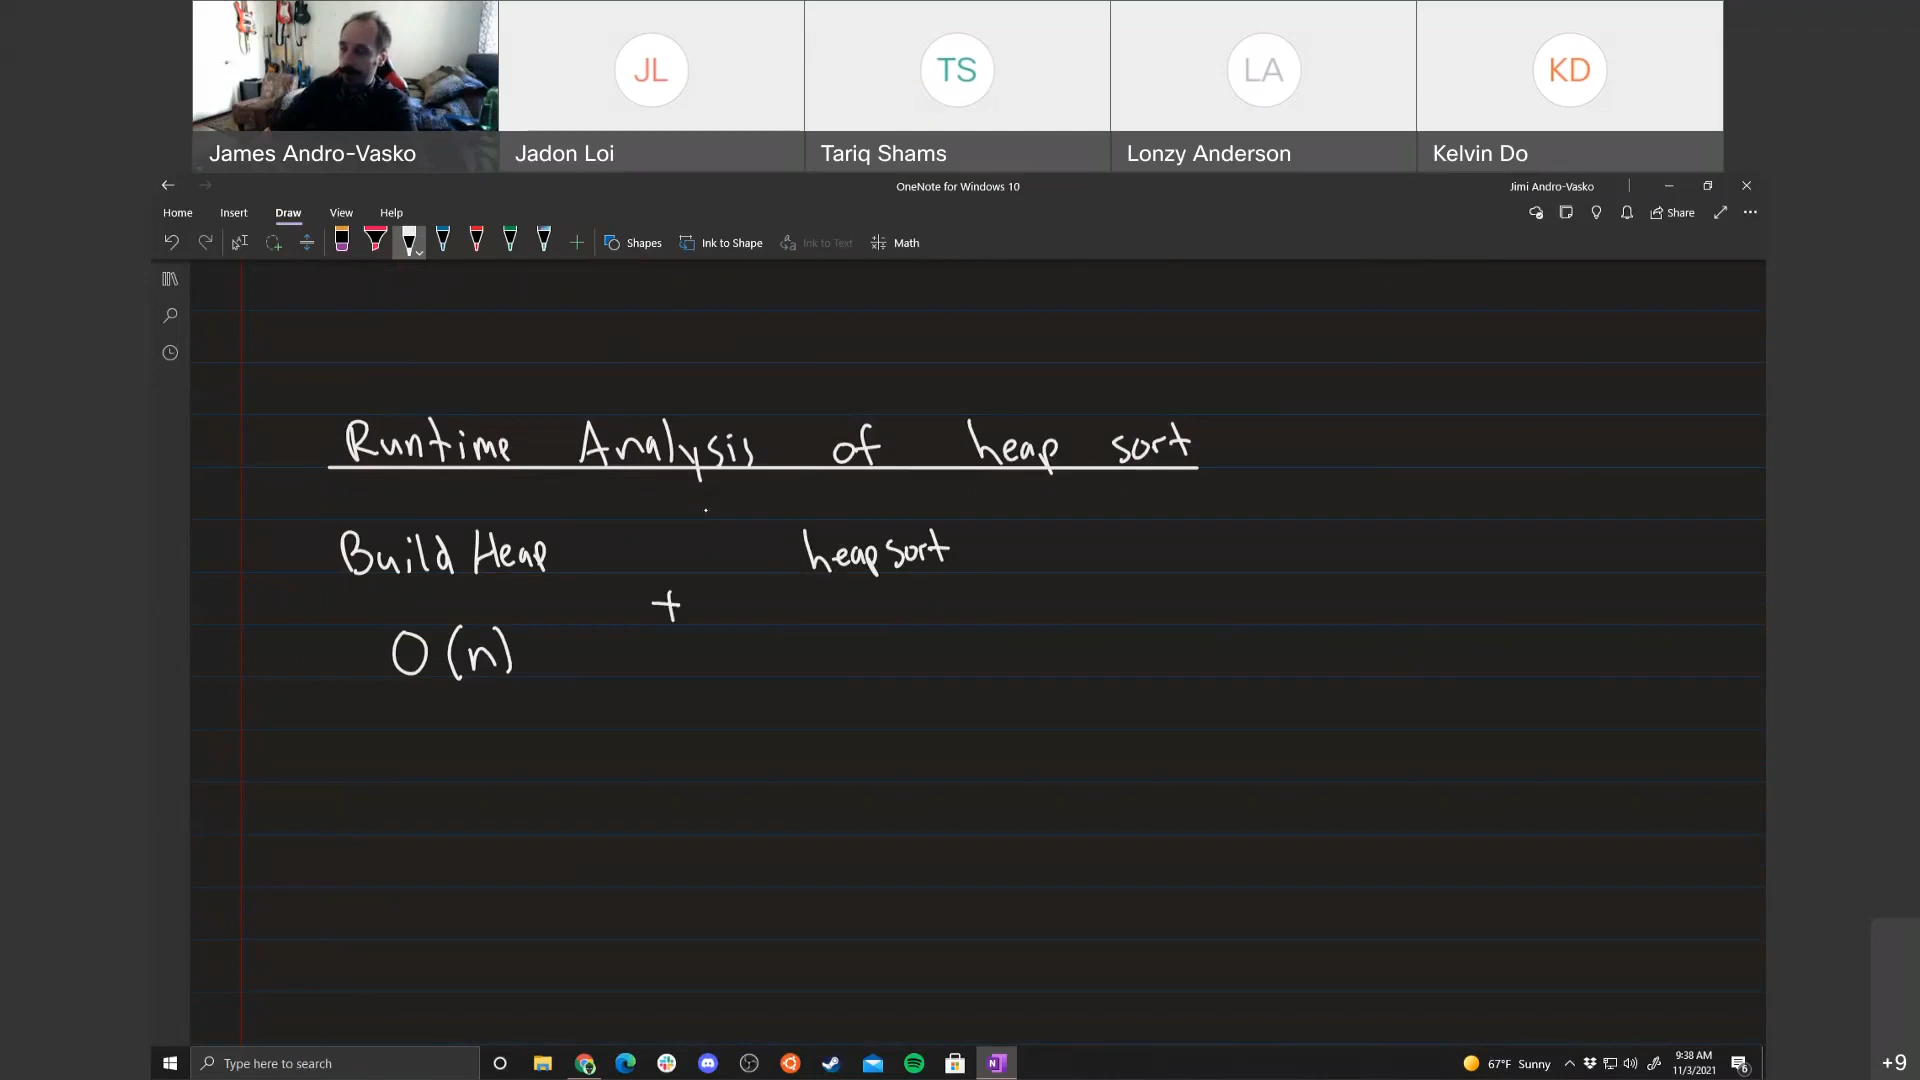 JL TS LA KD
James Andro-Vasko Jadon Loi Tariq Shams Lonzy Anderson Kelvin Do
OneNote for Windows 10 Jimi Andro-Vasko
Home Insert Draw View Help Share
Shapes Ink to Shape Ink to Text Math
Runtime Analysis of heap sort
Build Heap heapsort
+
O(n)
+9
Type here to search 67°F Sunny 9:38 AM
11/3/2021 6